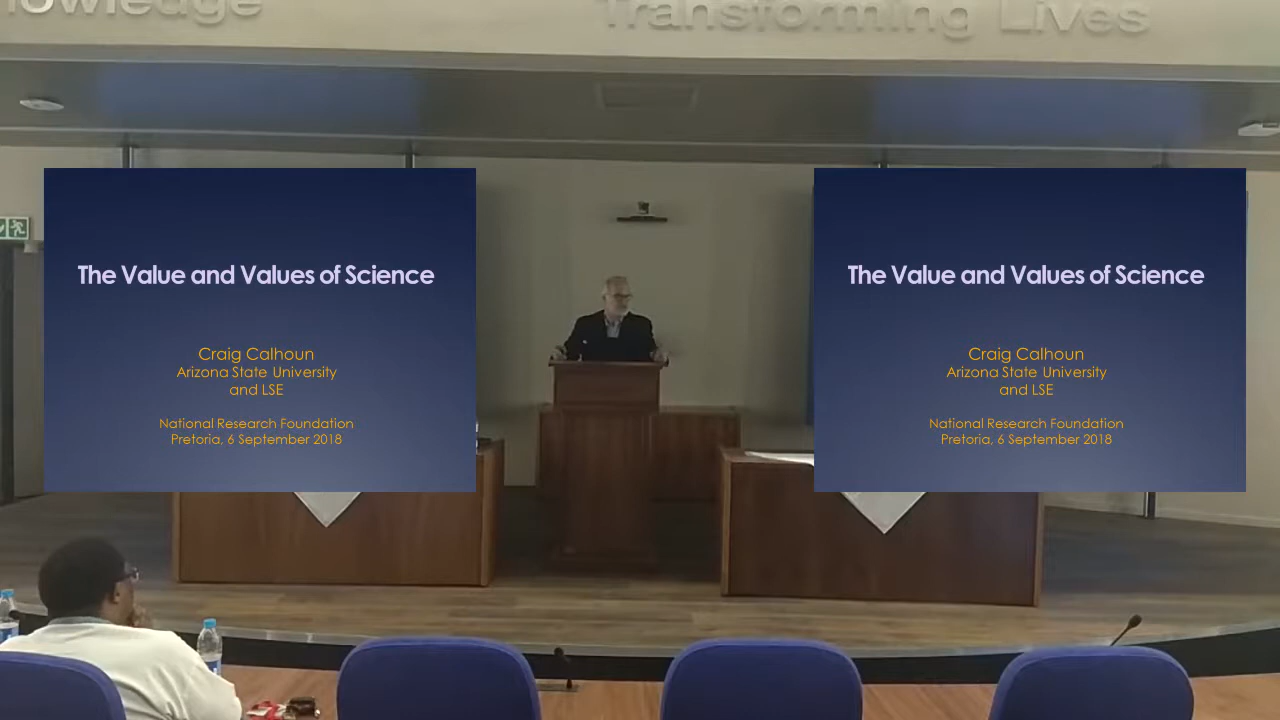 Transforming Lives
The Value and Values of Science
Craig Calhoun
Arizona State University
and LSE
National Research Foundation
Pretoria, 6 September 2018
The Value and Values of Science
Craig Calhoun
Arizona State University
and LSE
National Research Foundation
Pretoria, 6 September 2018